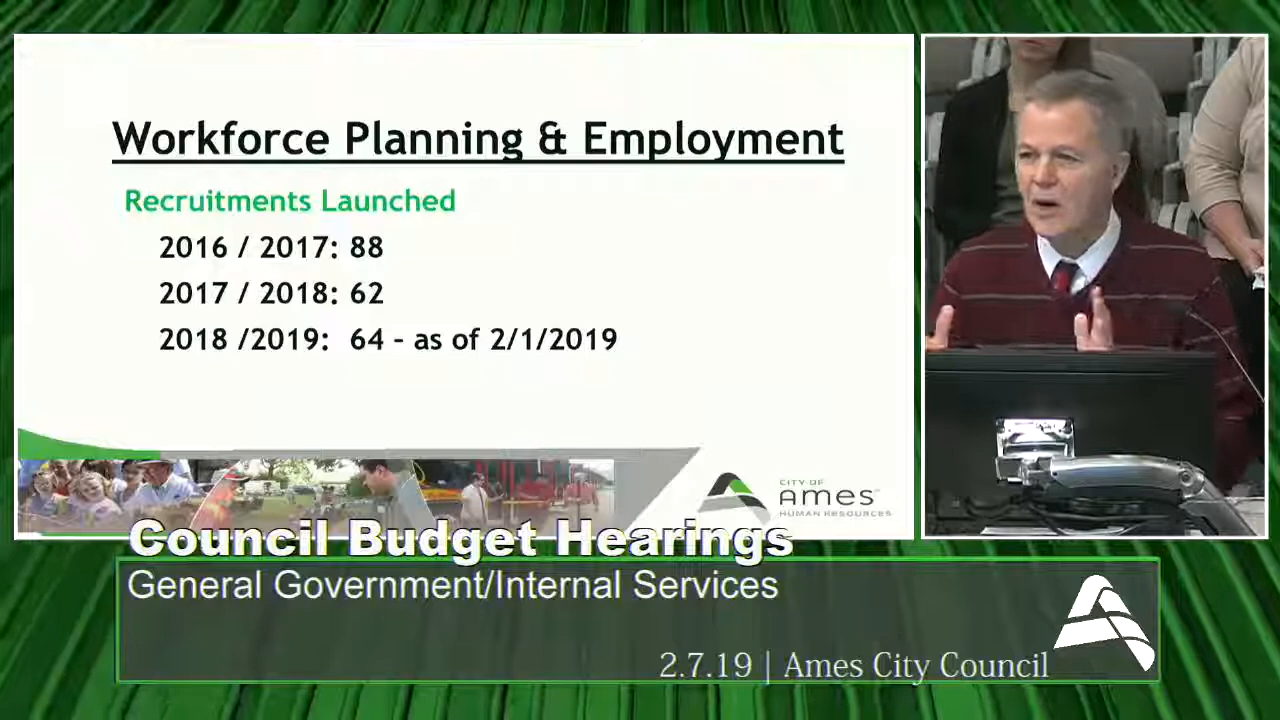 Workforce Planning & Employment
Recruitments Launched
2016 / 2017: 88
2017 / 2018: 62
2018 /2019: 64 - as of 2/1/2019
CITY OF
AMES™
HUMAN RESOURCES
Council Budget Hearings
General Government/Internal Services
2.7.19 | Ames City Council